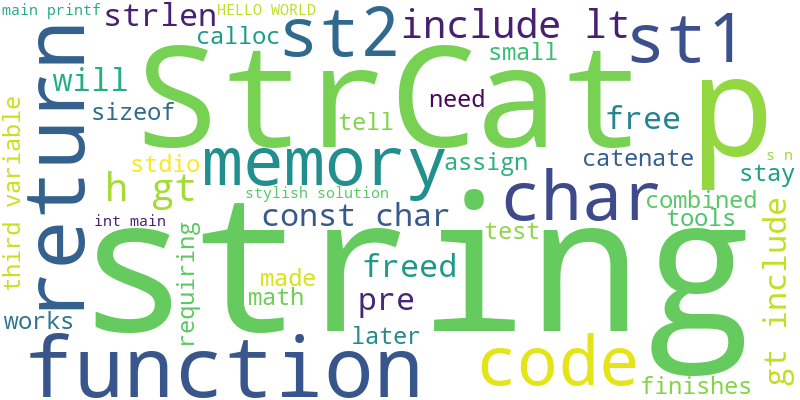 main printf
strlen
HELLO WORLD
st2
include lt
st1
return
calloc
will
small
StrCat
p
sizeof
need
free
tell
third variable
stdio
memory
assign
catenate
s n
stay
h gt
stylish solution
char
combined
int main
const char
tools
string
test
requiring
freed
gt include
made
math
pre
works
later
function
code
finishes